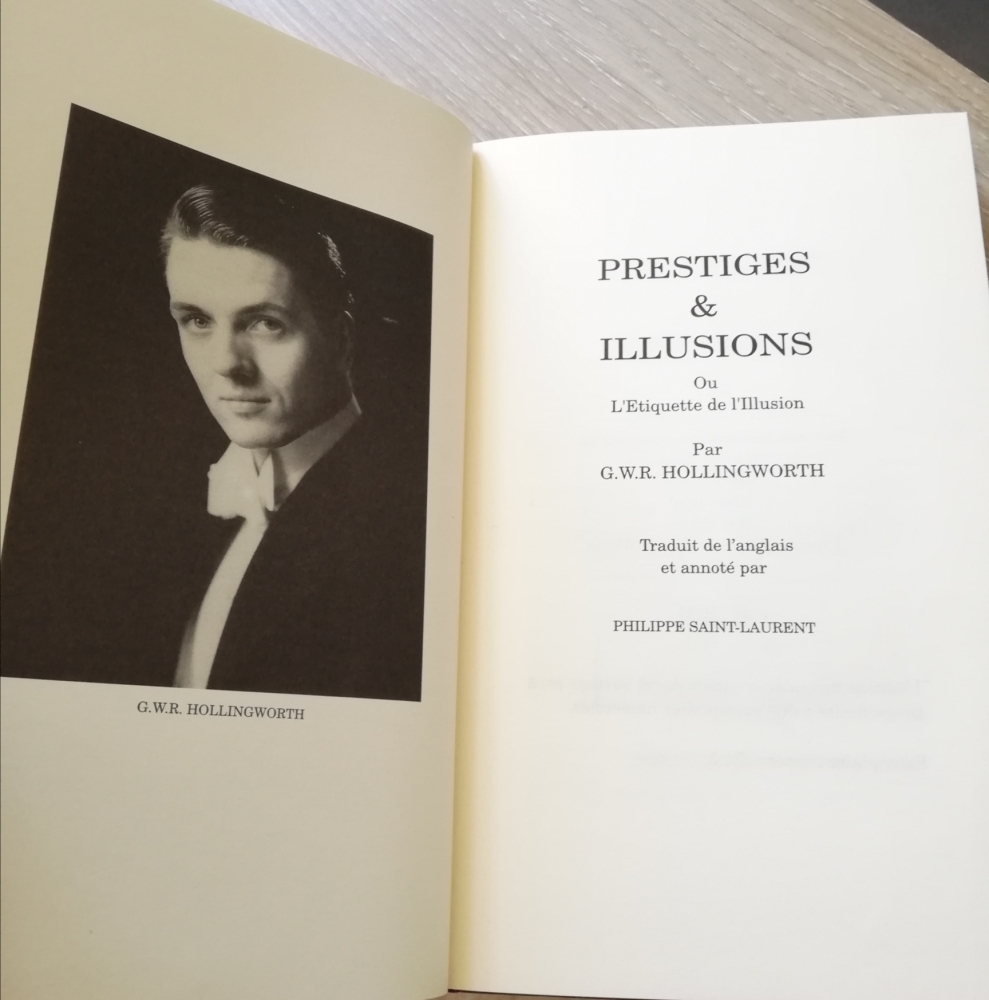 G.W.R. HOLLINGWORTH
PRESTIGES
&
ILLUSIONS
Ou
L'Etiquette de l'Illusion
Par
G.W.R. HOLLINGWORTH
Traduit de l’anglais
et annoté par
PHILIPPE SAINT-LAURENT